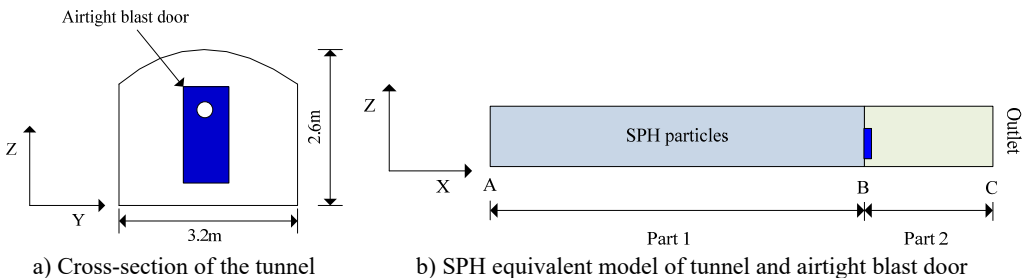 Airtight blast door
Z
Y
3.2m
2.6m
a) Cross-section of the tunnel
Z
X
SPH particles
Outlet
A
B
C
Part 1
Part 2
b) SPH equivalent model of tunnel and airtight blast door